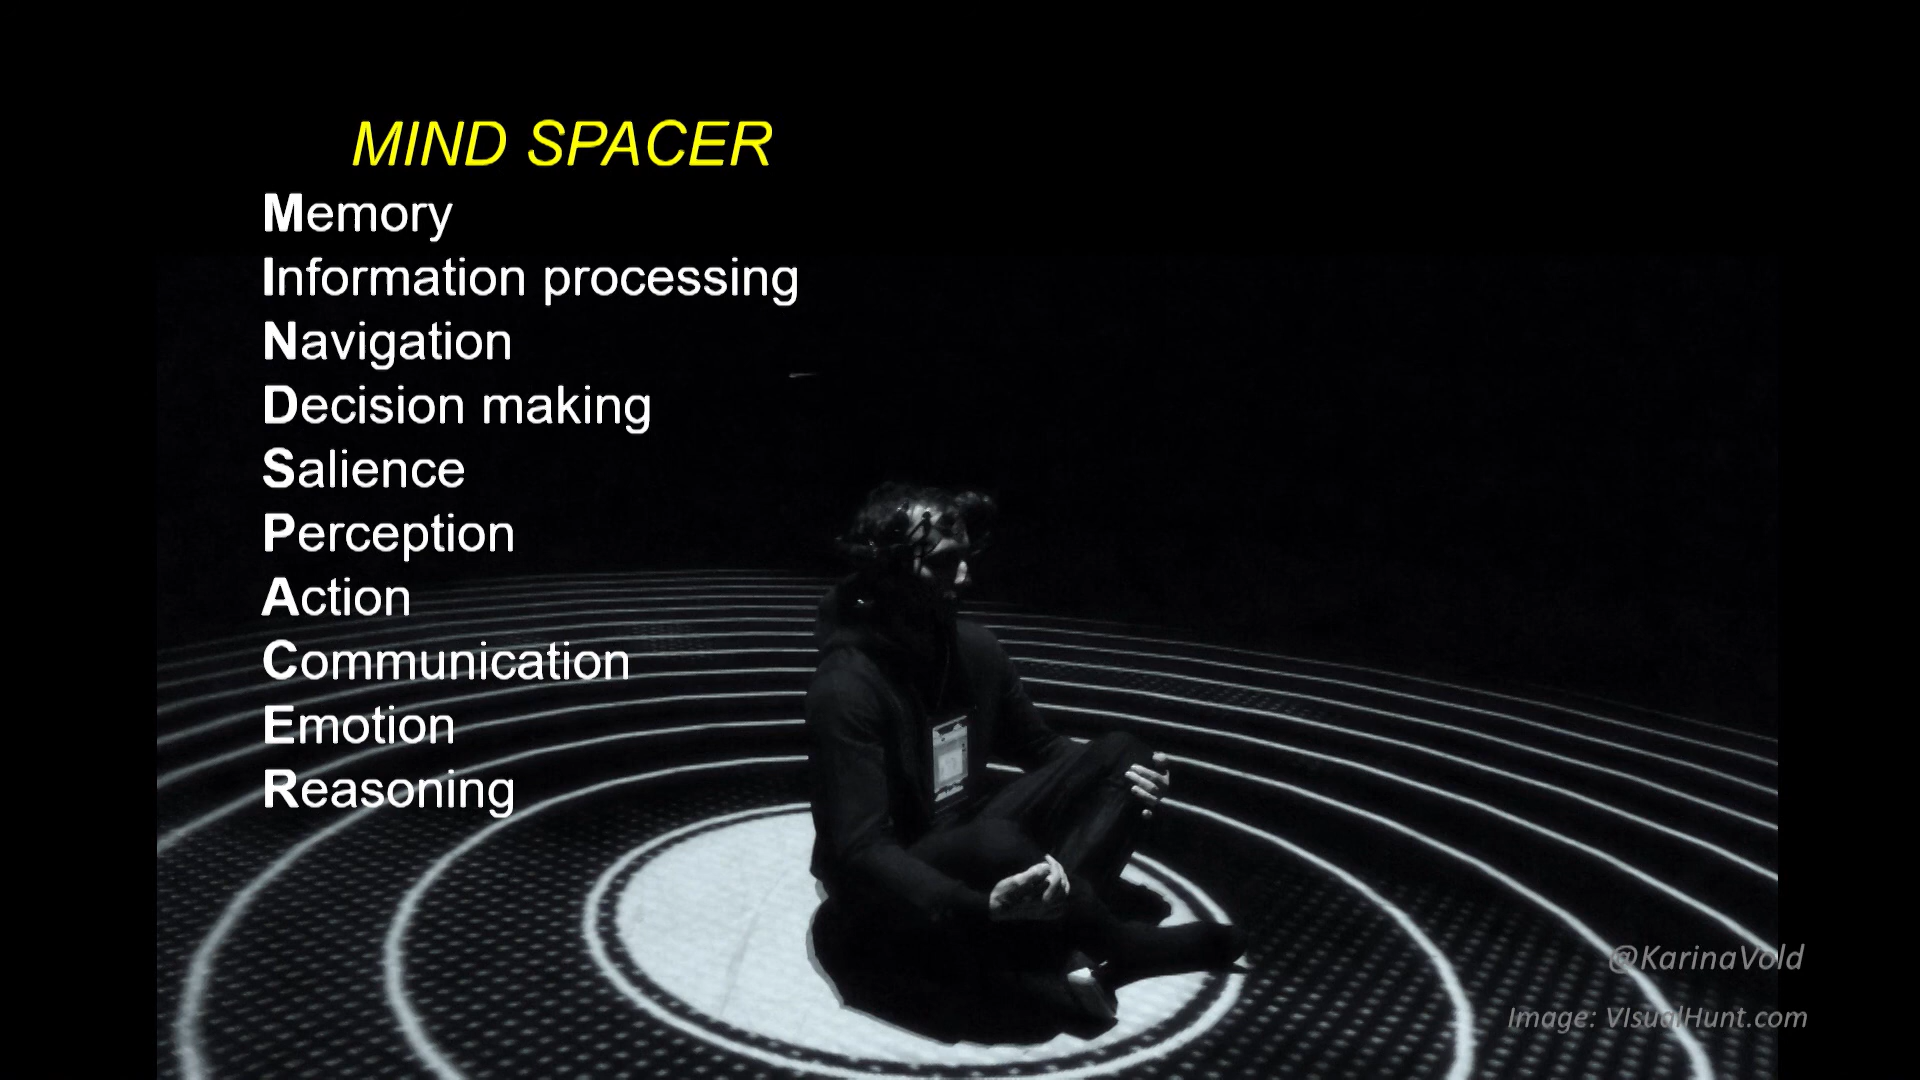 MIND SPACER
Memory
Information processing
Navigation
Decision making
Salience
Perception
Action
Communication
Emotion
Reasoning
@KarinaVold
Image: VIsualHunt.com